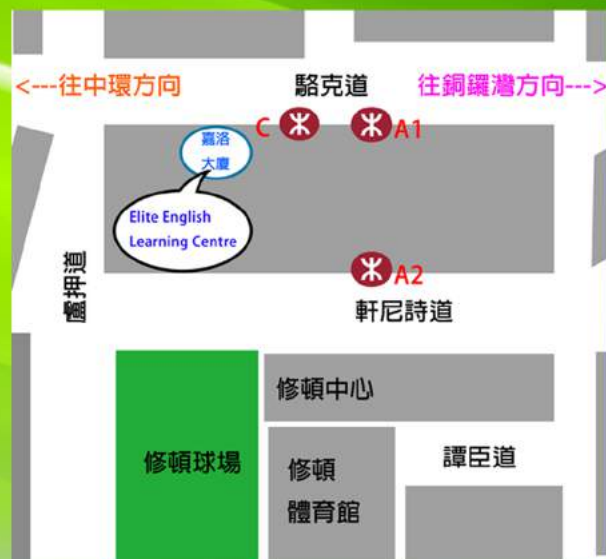 <---往中環方向
駱克道
往銅鑼灣方向--->
C
A1
嘉洛
大廈
Elite English
Learning Centre
盧押道
A2
軒尼詩道
修頓中心
修頓球場
修頓
體育館
譚臣道